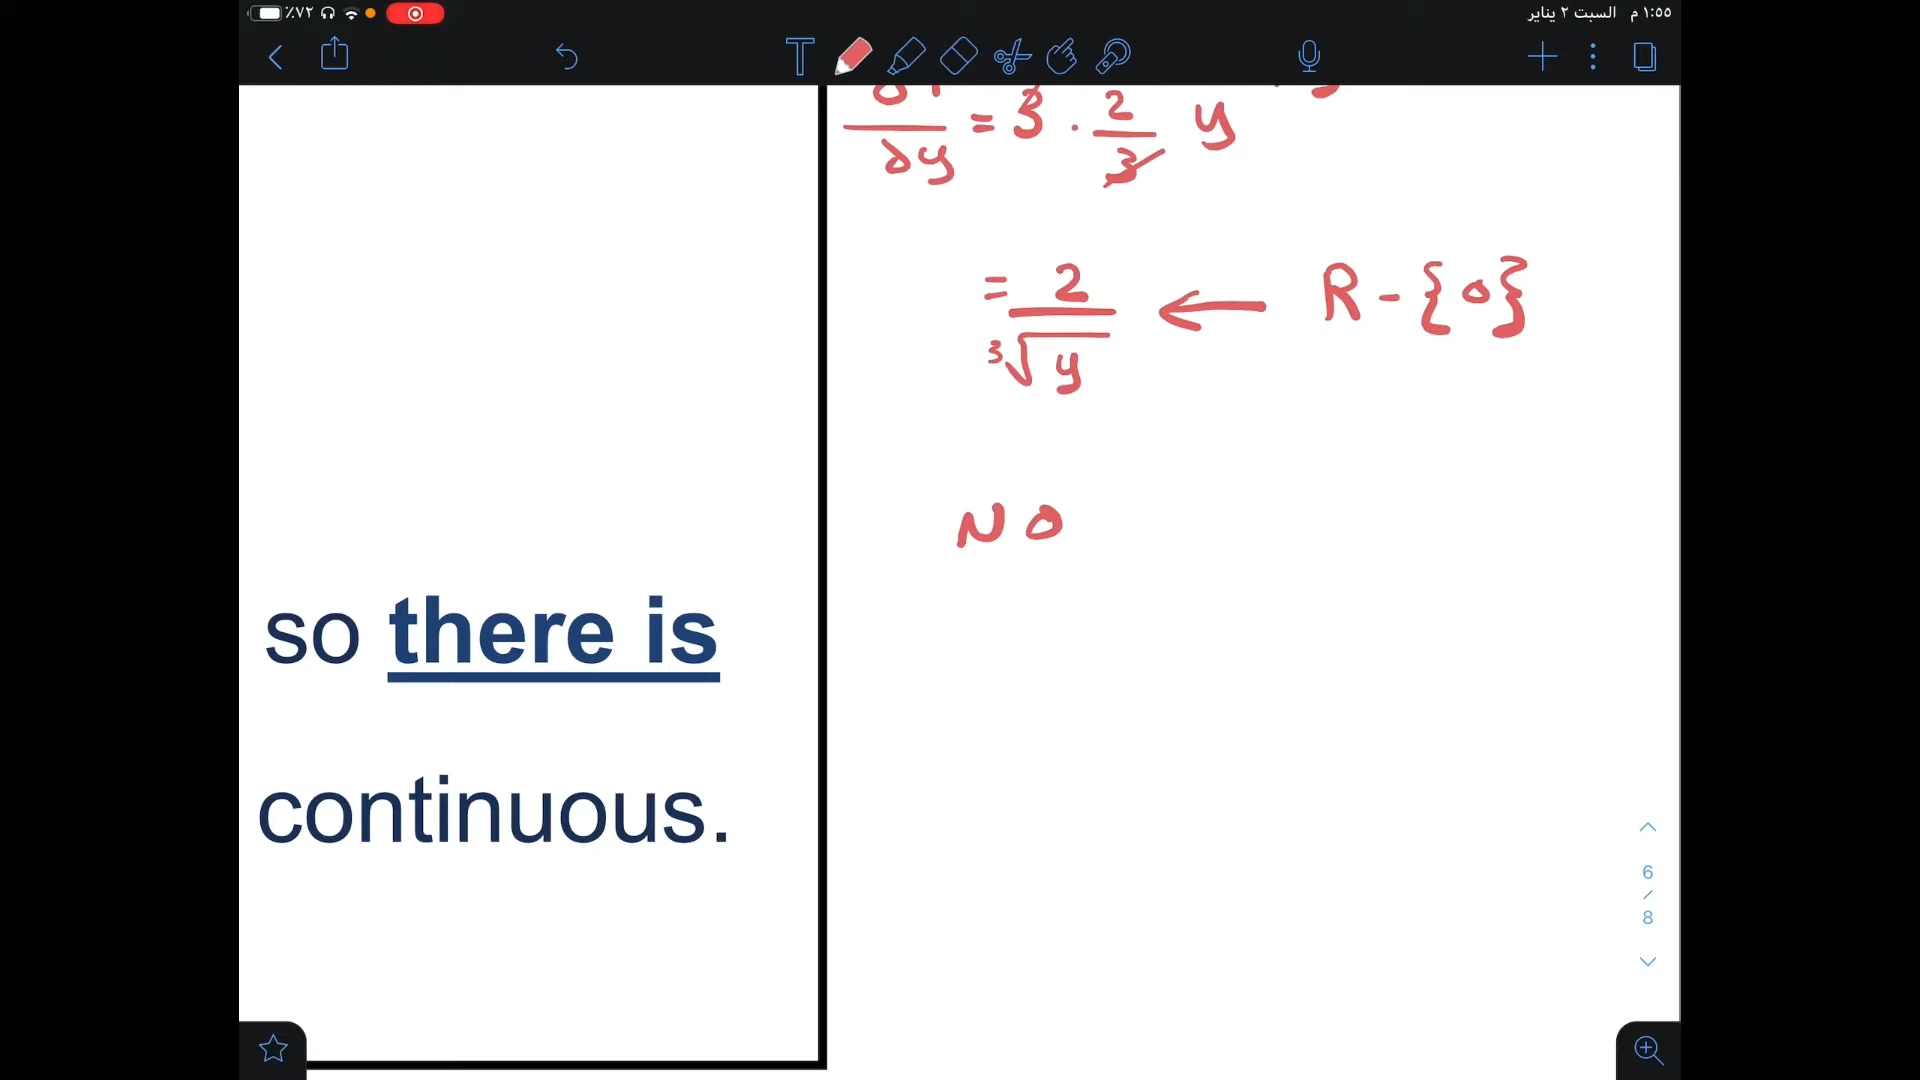 ٪٧٢
١:٥٥ م السبت ٢ يناير
T
∂y = 3 . 2/3 y
= 2/∛y ← R - {0}
NO
so there is
continuous.
6
/
8